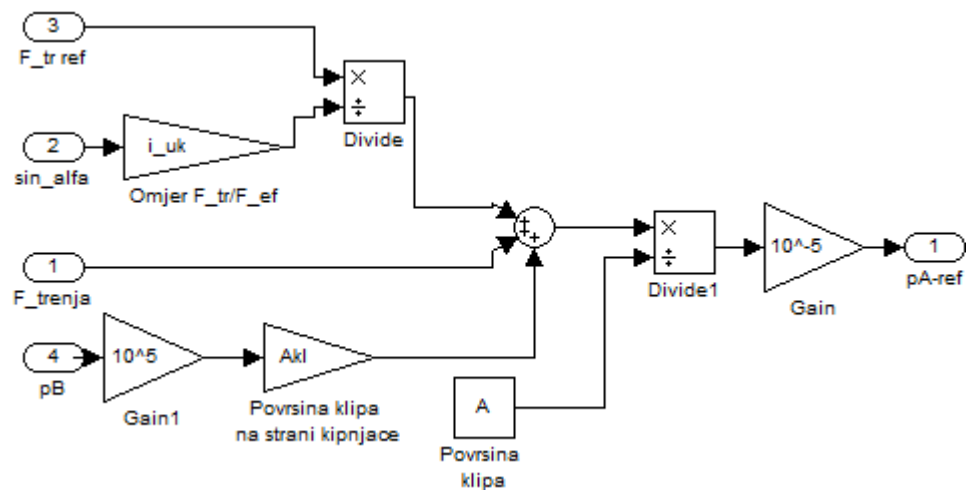 3
F_tr ref
×
÷
Divide
2
sin_alfa
i_uk
Omjer F_tr/F_ef
+
+
+
1
F_trenja
×
÷
Divide1
10^-5
Gain
1
pA-ref
4
pB
10^5
Gain1
Akl
Povrsina klipa
na strani kipnjace
A
Povrsina
klipa